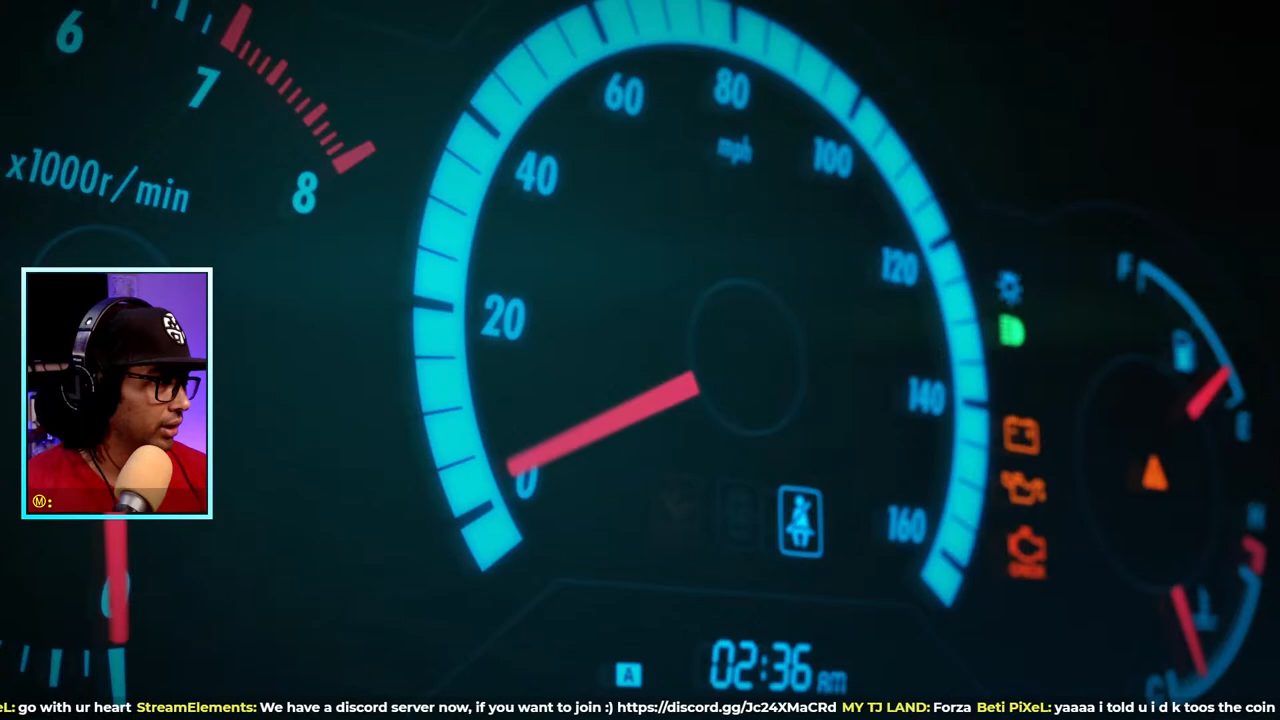 6
7
8
x1000r/min
0
20
40
60
80
100
120
140
160
mph
F
E
H
C
A
02:36 AM
Ⓜ:
L: go with ur heart StreamElements: We have a discord server now, if you want to join :) https://discord.gg/Jc24XMaCRd MY TJ LAND: Forza Beti PiXeL: yaaaa i told u i d k toos the coin